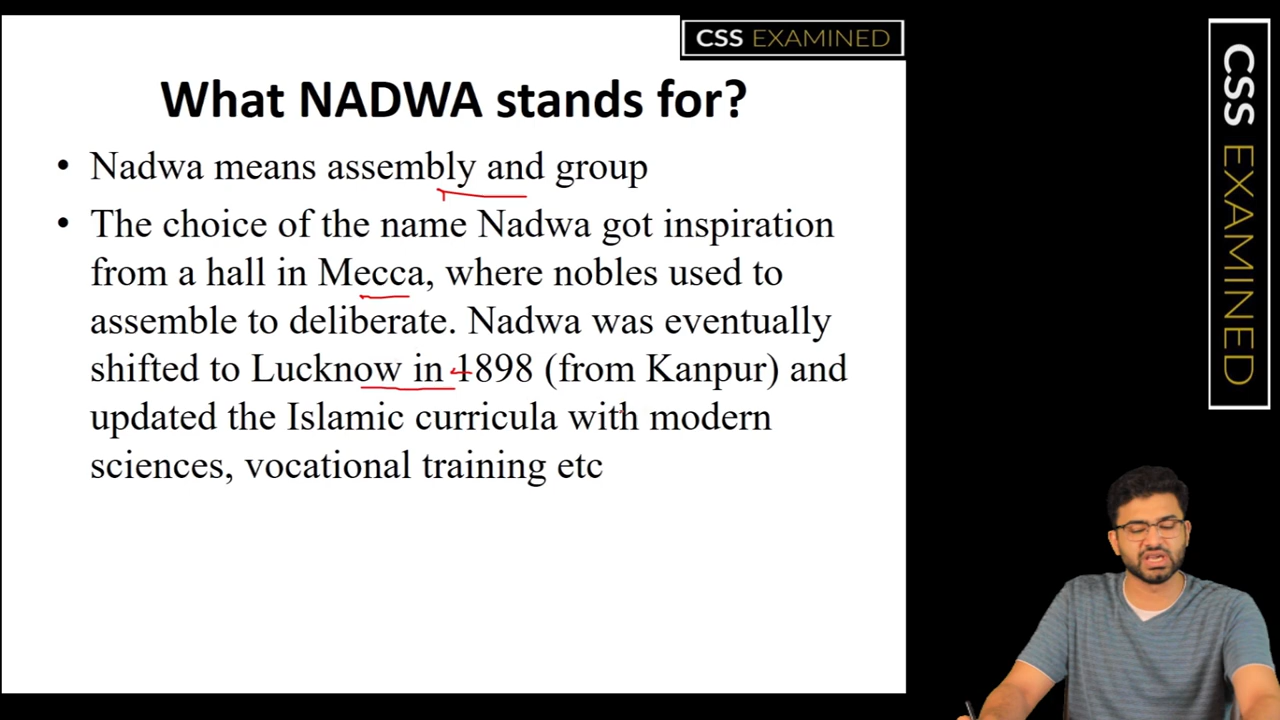 CSS EXAMINED
What NADWA stands for?
• Nadwa means assembly and group
• The choice of the name Nadwa got inspiration
from a hall in Mecca, where nobles used to
assemble to deliberate. Nadwa was eventually
shifted to Lucknow in 1898 (from Kanpur) and
updated the Islamic curricula with modern
sciences, vocational training etc
CSS EXAMINED